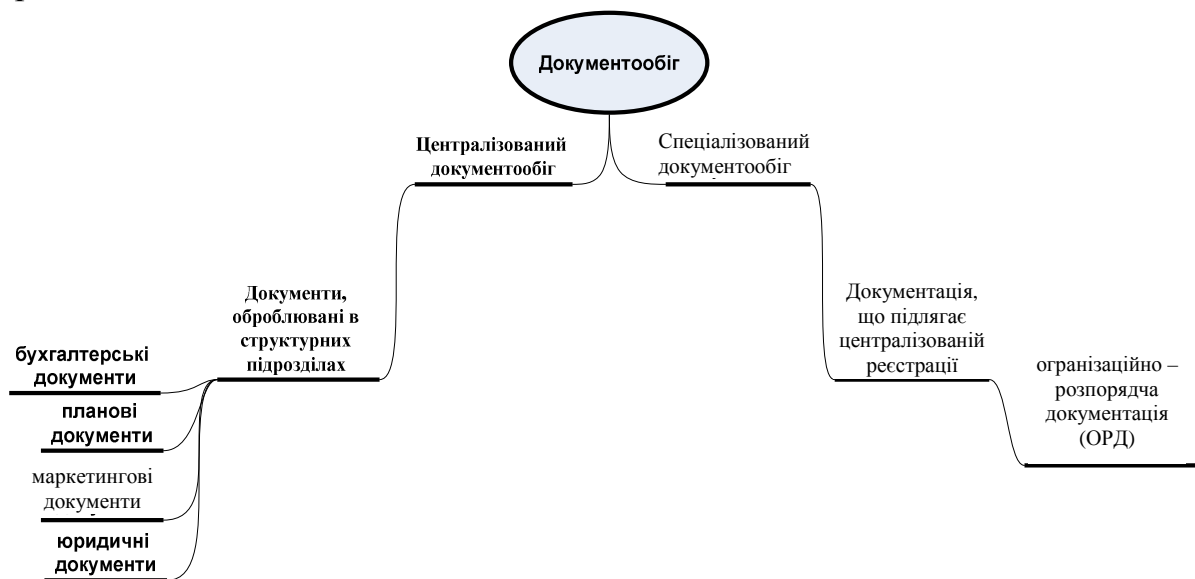 Документообіг
Централізований
документообіг
Спеціалізований
документообіг
Документи,
оброблювані в
структурних
підрозділах
бухгалтерські
документи
планові
документи
маркетингові
документи
юридичні
документи
Документація,
що підлягає
централізованій
реєстрації
огранізаційно –
розпорядча
документація
(ОРД)